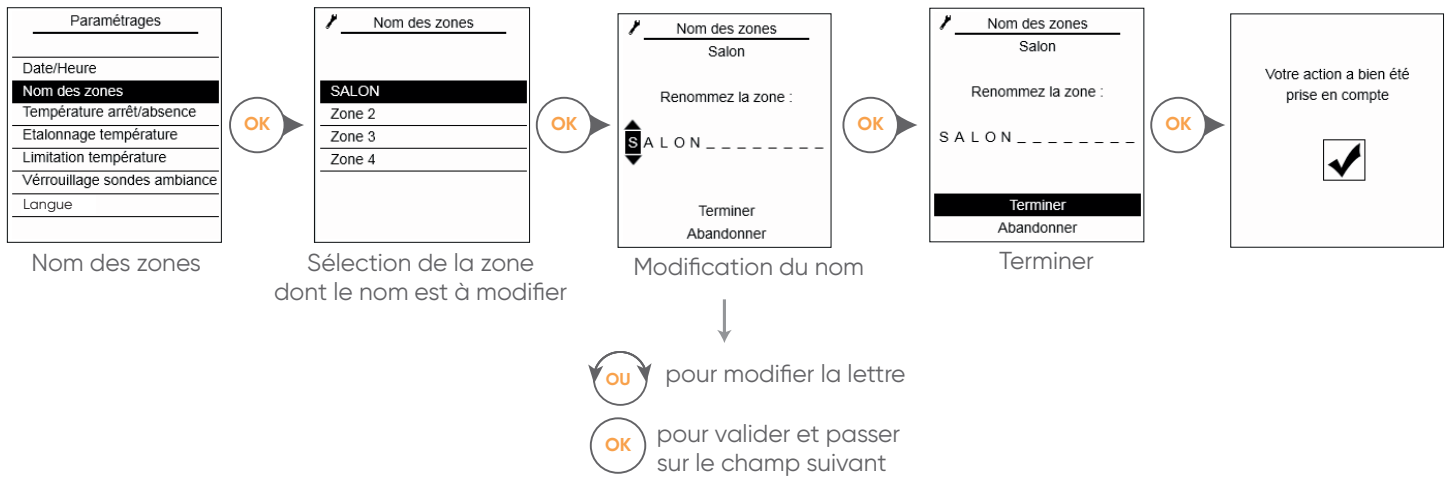 Paramétrages
Date/Heure
Nom des zones
Température arrêt/absence
Etalonnage température
Limitation température
Vérrouillage sondes ambiance
Langue
Nom des zones
OK
Nom des zones
SALON
Zone 2
Zone 3
Zone 4
Sélection de la zone
dont le nom est à modifier
OK
Nom des zones
Salon
Renommez la zone :
S A L O N _ _ _ _ _ _ _ _
Terminer
Abandonner
Modification du nom
OU pour modifier la lettre
OK pour valider et passer
sur le champ suivant
OK
Nom des zones
Salon
Renommez la zone :
S A L O N _ _ _ _ _ _ _ _
Terminer
Abandonner
Terminer
OK
Votre action a bien été
prise en compte